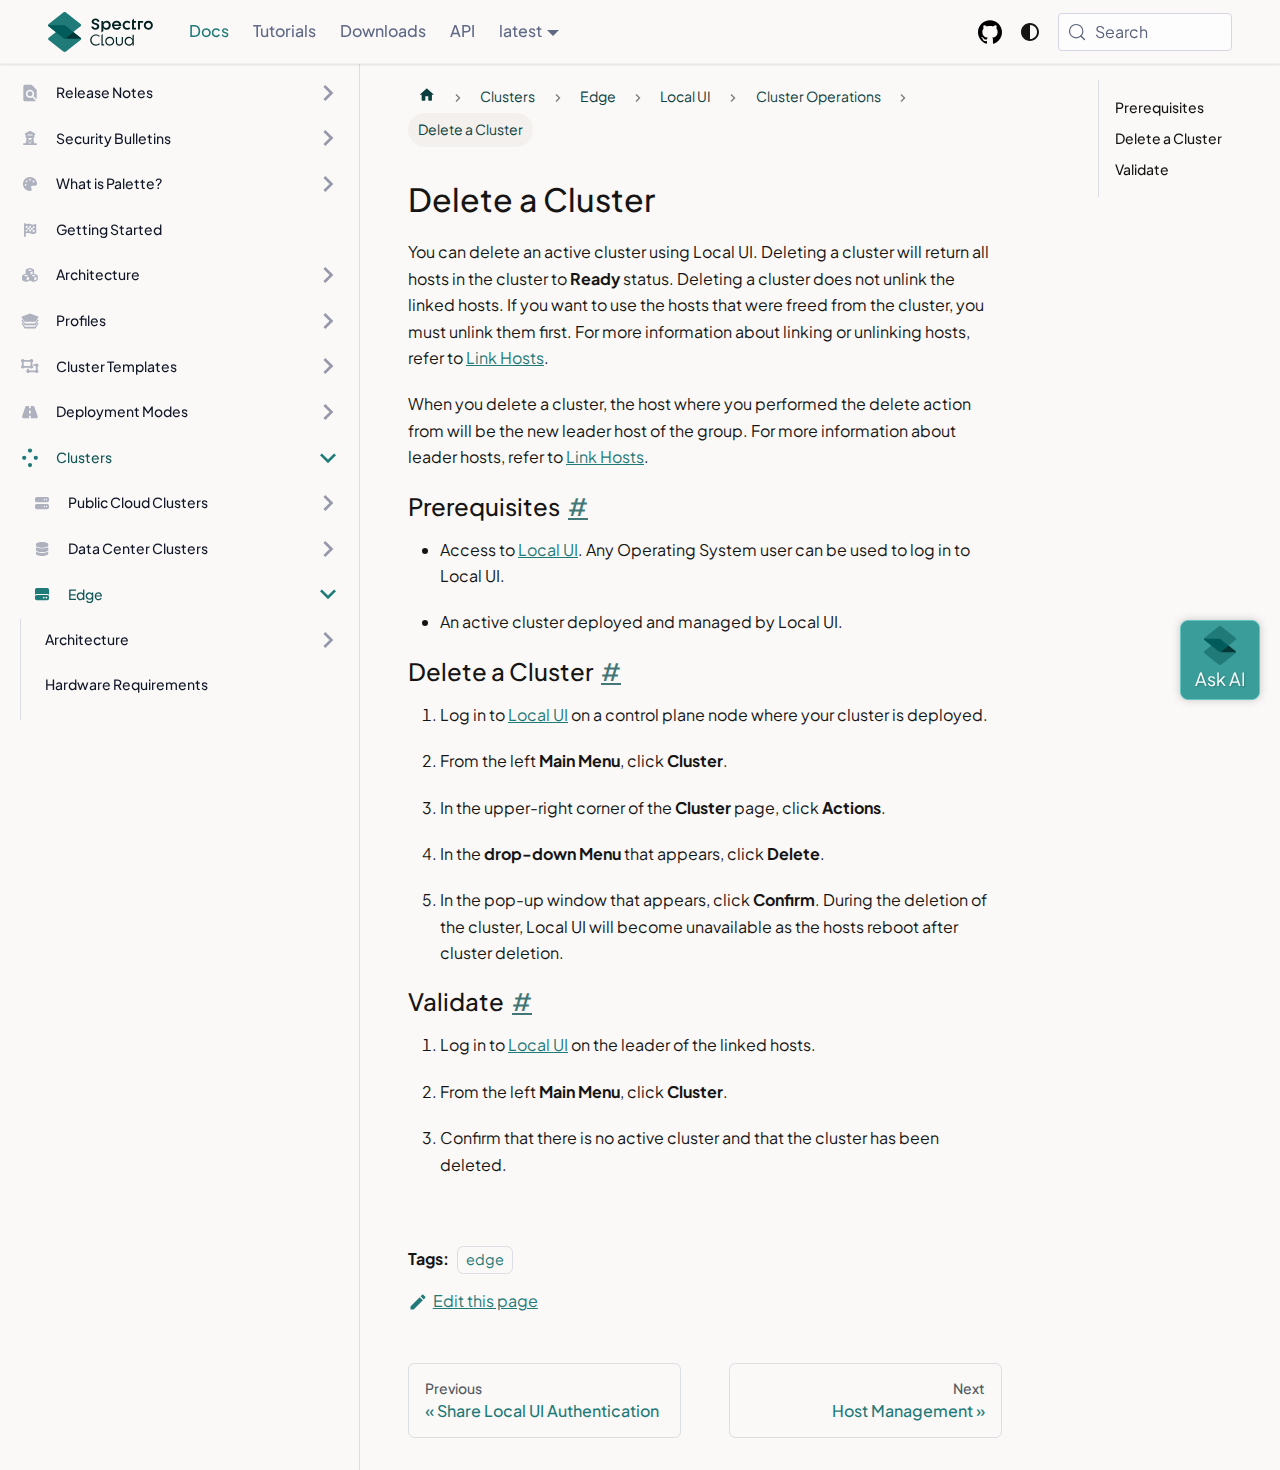 Spectro Cloud
Docs
Tutorials
Downloads
API
latest
Search
Release Notes
Security Bulletins
What is Palette?
Getting Started
Architecture
Profiles
Cluster Templates
Deployment Modes
Clusters
Public Cloud Clusters
Data Center Clusters
Edge
Architecture
Hardware Requirements
Clusters
Edge
Local UI
Cluster Operations
Delete a Cluster
Delete a Cluster
You can delete an active cluster using Local UI. Deleting a cluster will return all
hosts in the cluster to Ready status. Deleting a cluster does not unlink the
linked hosts. If you want to use the hosts that were freed from the cluster, you
must unlink them first. For more information about linking or unlinking hosts,
refer to Link Hosts.
When you delete a cluster, the host where you performed the delete action
from will be the new leader host of the group. For more information about
leader hosts, refer to Link Hosts.
Prerequisites #
• Access to Local UI. Any Operating System user can be used to log in to
Local UI.
• An active cluster deployed and managed by Local UI.
Delete a Cluster #
1. Log in to Local UI on a control plane node where your cluster is deployed.
2. From the left Main Menu, click Cluster.
3. In the upper-right corner of the Cluster page, click Actions.
4. In the drop-down Menu that appears, click Delete.
5. In the pop-up window that appears, click Confirm. During the deletion of
the cluster, Local UI will become unavailable as the hosts reboot after
cluster deletion.
Validate #
1. Log in to Local UI on the leader of the linked hosts.
2. From the left Main Menu, click Cluster.
3. Confirm that there is no active cluster and that the cluster has been
deleted.
Tags: edge
Edit this page
Previous
« Share Local UI Authentication
Next
Host Management »
Prerequisites
Delete a Cluster
Validate
Ask AI